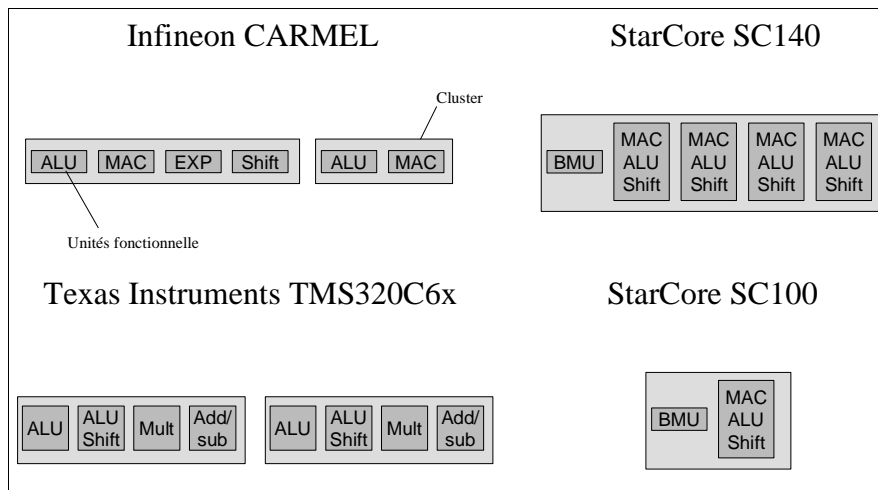 Infineon CARMEL
Cluster
ALU MAC EXP Shift
ALU MAC
Unités fonctionnelle
StarCore SC140
BMU
MAC
ALU
Shift
MAC
ALU
Shift
MAC
ALU
Shift
MAC
ALU
Shift
Texas Instruments TMS320C6x
ALU
ALU
Shift
Mult
Add/
sub
ALU
ALU
Shift
Mult
Add/
sub
StarCore SC100
BMU
MAC
ALU
Shift